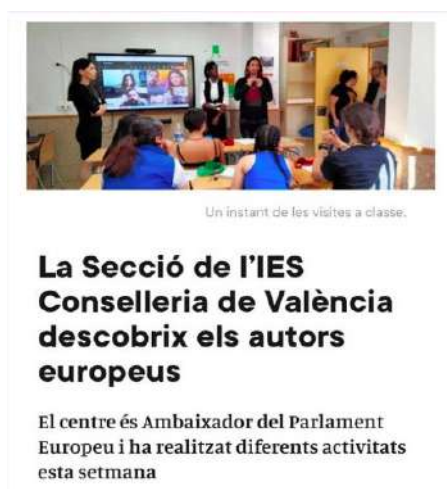 Un instant de les visites a classe.
La Secció de l'IES
Conselleria de València
descobrix els autors
europeus
El centre és Ambaixador del Parlament
Europeu i ha realitzat diferents activitats
esta setmana